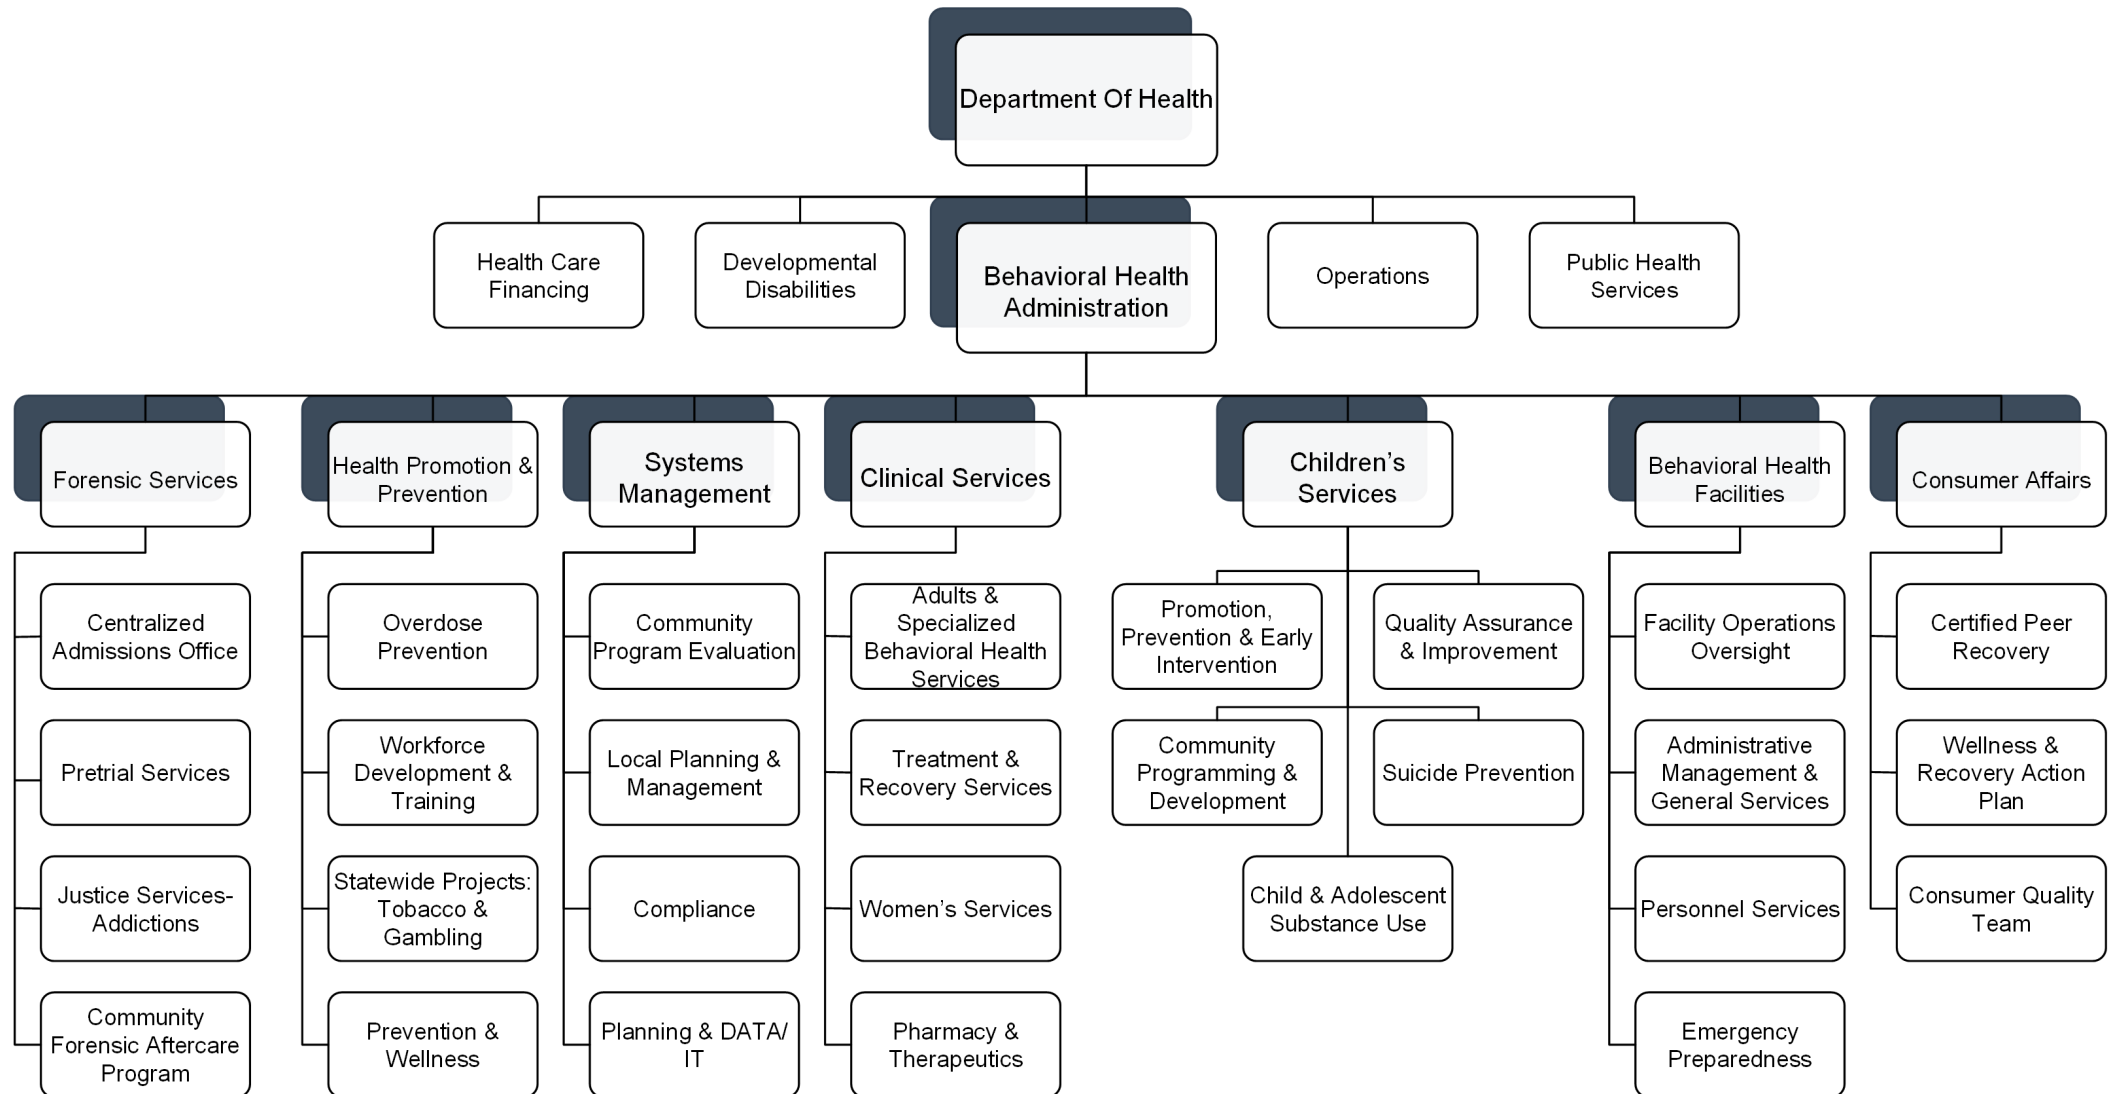 Department Of Health
Health Care
Financing
Developmental
Disabilities
Behavioral Health
Administration
Operations
Public Health
Services
Forensic Services
Health Promotion &
Prevention
Systems
Management
Clinical Services
Children’s
Services
Behavioral Health
Facilities
Consumer Affairs
Centralized
Admissions Office
Overdose
Prevention
Community
Program Evaluation
Adults &
Specialized
Behavioral Health
Services
Promotion,
Prevention & Early
Intervention
Quality Assurance
& Improvement
Facility Operations
Oversight
Certified Peer
Recovery
Pretrial Services
Workforce
Development &
Training
Local Planning &
Management
Treatment &
Recovery Services
Community
Programming &
Development
Suicide Prevention
Administrative
Management &
General Services
Wellness &
Recovery Action
Plan
Justice Services-
Addictions
Statewide Projects:
Tobacco &
Gambling
Compliance
Women’s Services
Child & Adolescent
Substance Use
Personnel Services
Consumer Quality
Team
Community
Forensic Aftercare
Program
Prevention &
Wellness
Planning & DATA/
IT
Pharmacy &
Therapeutics
Emergency
Preparedness